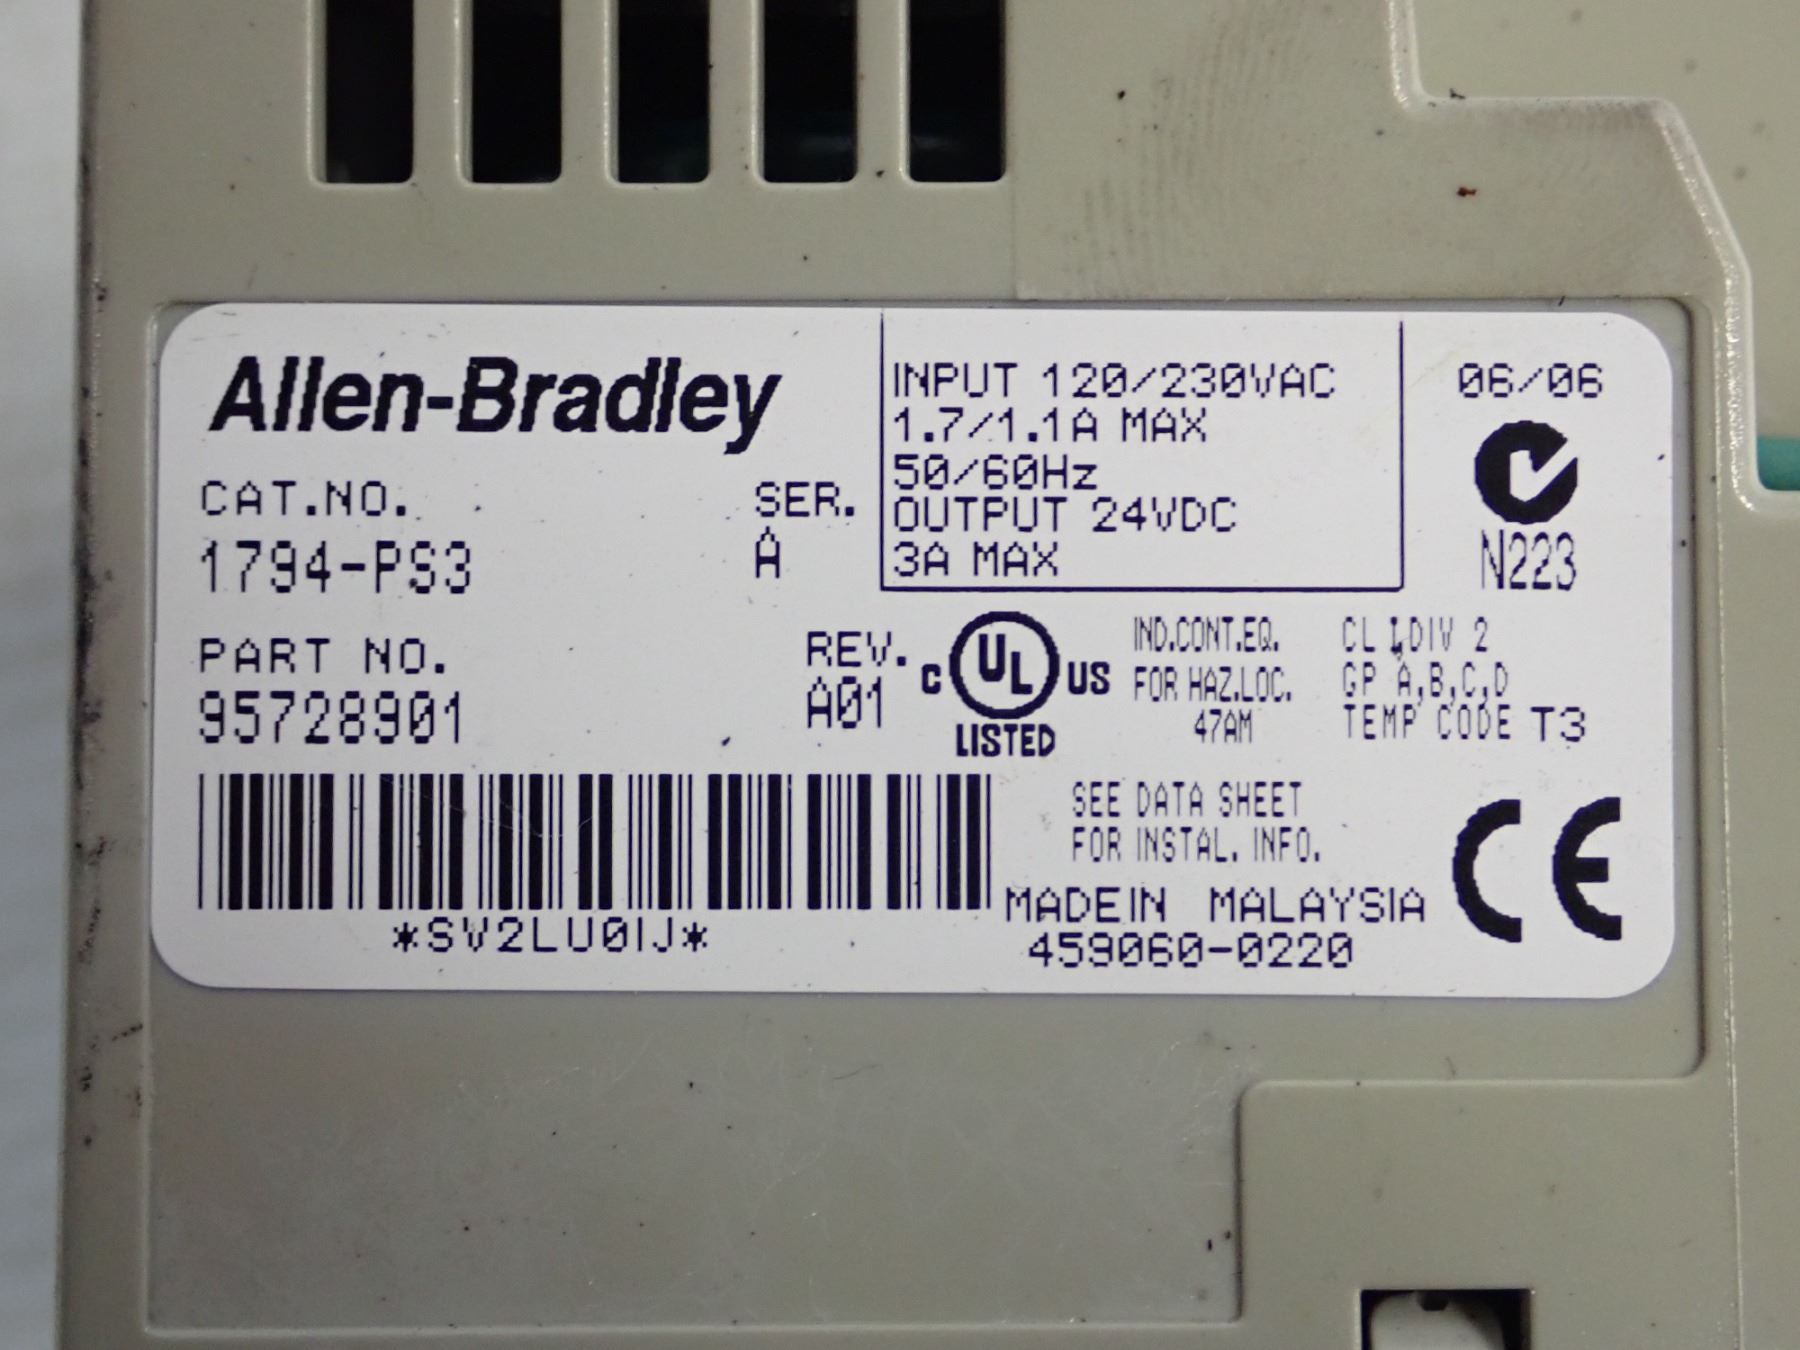 Allen-Bradley
CAT.NO.
SER.
1794-PS3
A
PART NO.
REV.
95728901
A01
*SV2LU0IJ*
INPUT 120/230VAC
1.7/1.1A MAX
50/60Hz
OUTPUT 24VDC
3A MAX
06/06
N223
C UL US
LISTED
IND.CONT.EQ.
FOR HAZ.LOC.
47AM
CL I,DIV 2
GP A,B,C,D
TEMP CODE T3
SEE DATA SHEET
FOR INSTAL. INFO.
MADE IN MALAYSIA
459060-0220
CE